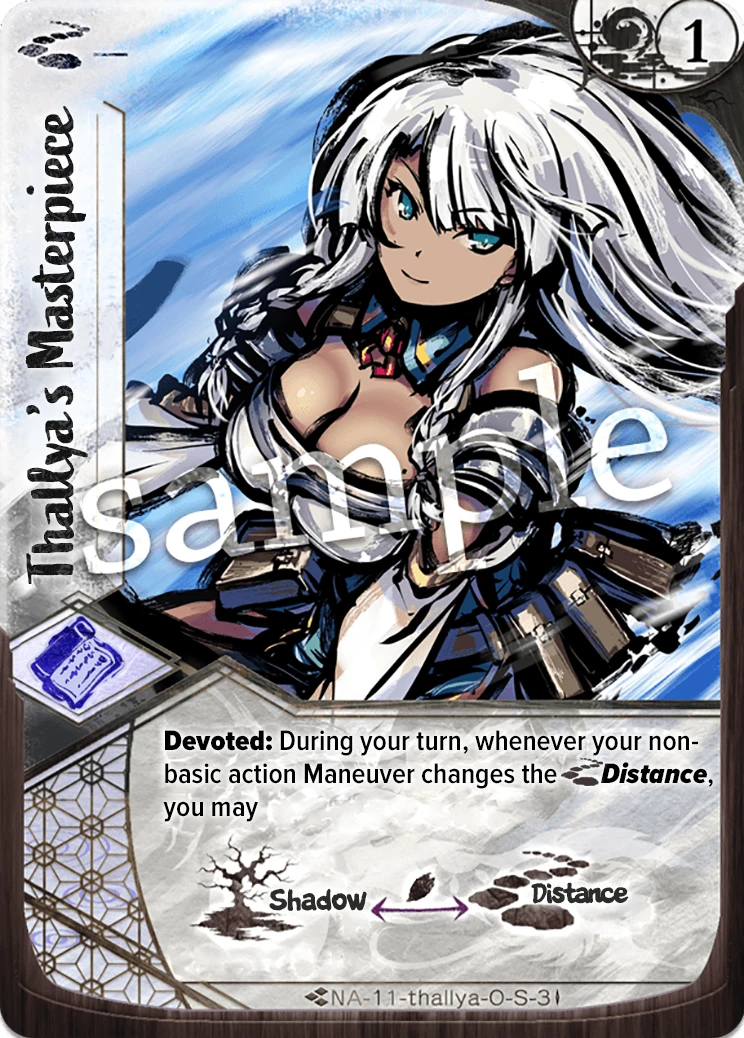 1
Thallya's Masterpiece
sample
Devoted: During your turn, whenever your non-
basic action Maneuver changes the Distance,
you may
Shadow Distance
NA-11-thallya-O-S-3